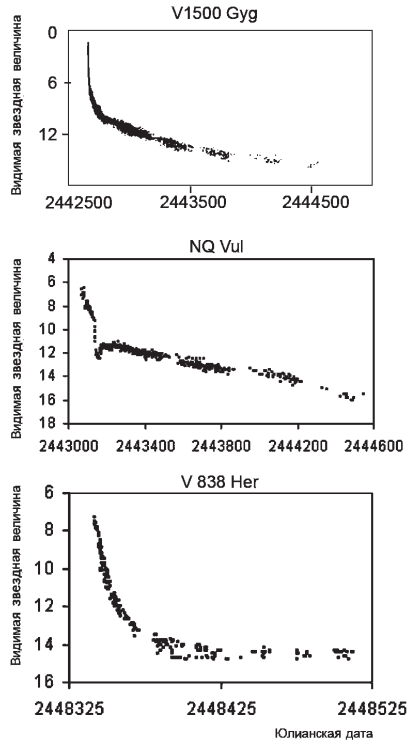 V1500 Gyg
Видимая звездная величина
0
6
12
2442500 2443500 2444500
NQ Vul
Видимая звездная величина
4
6
8
10
12
14
16
18
2443000 2443400 2443800 2444200 2444600
V 838 Her
Видимая звездная величина
6
8
10
12
14
16
2448325 2448425 2448525
Юлианская дата